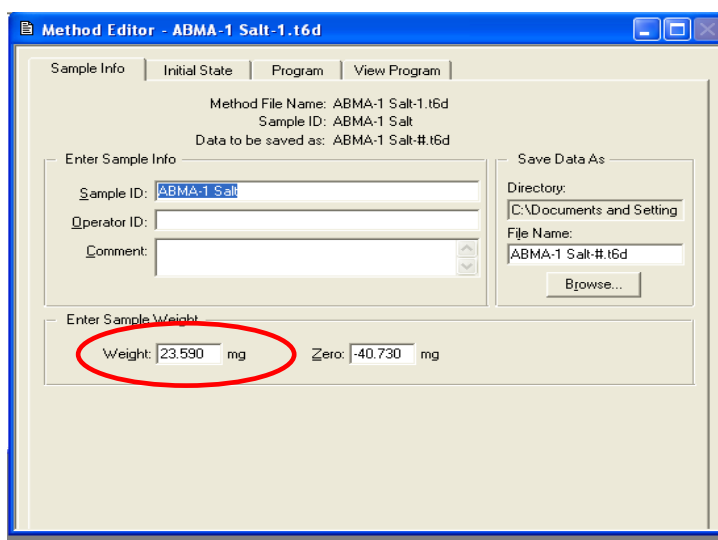 Method Editor - ABMA-1 Salt-1.t6d
Sample Info Initial State Program View Program
Method File Name: ABMA-1 Salt-1.t6d
Sample ID: ABMA-1 Salt
Data to be saved as: ABMA-1 Salt-#.t6d
Enter Sample Info
Sample ID: ABMA-1 Salt
Operator ID:
Comment:
Save Data As
Directory:
C:\Documents and Setting
File Name:
ABMA-1 Salt-#.t6d
Browse...
Enter Sample Weight
Weight: 23.590 mg Zero: -40.730 mg